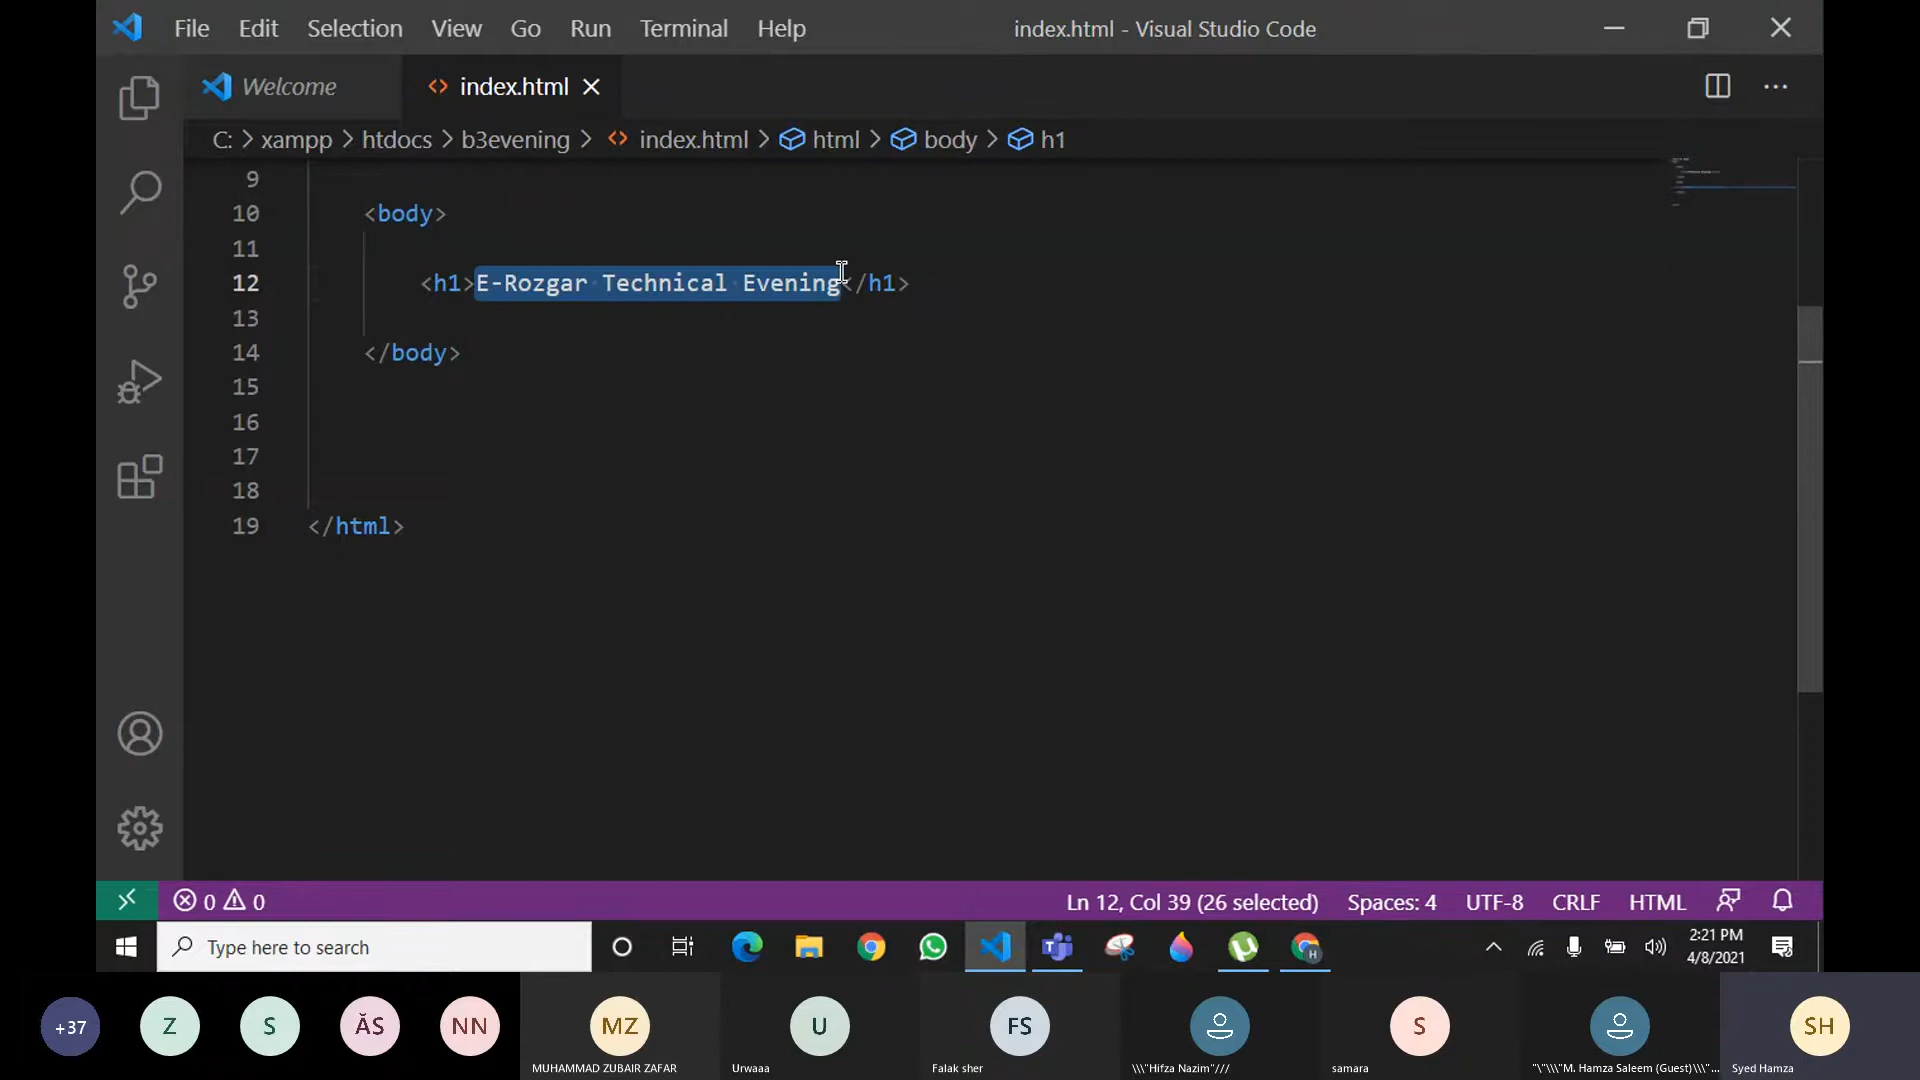 File Edit Selection View Go Run Terminal Help index.html - Visual Studio Code
Welcome index.html
C: > xampp > htdocs > b3evening > index.html > html > body > h1
9
10 <body>
11
12 <h1>E-Rozgar Technical Evening</h1>
13
14 </body>
15
16
17
18
19 </html>
0 0 Ln 12, Col 39 (26 selected) Spaces: 4 UTF-8 CRLF HTML
Type here to search
H
2:21 PM
4/8/2021
+37 Z S ĂS NN MZ U FS S SH
MUHAMMAD ZUBAIR ZAFAR Urwaaa Falak sher \\\"Hifza Nazim"/// samara "\"\\\"M. Hamza Saleem (Guest)\\\"... Syed Hamza